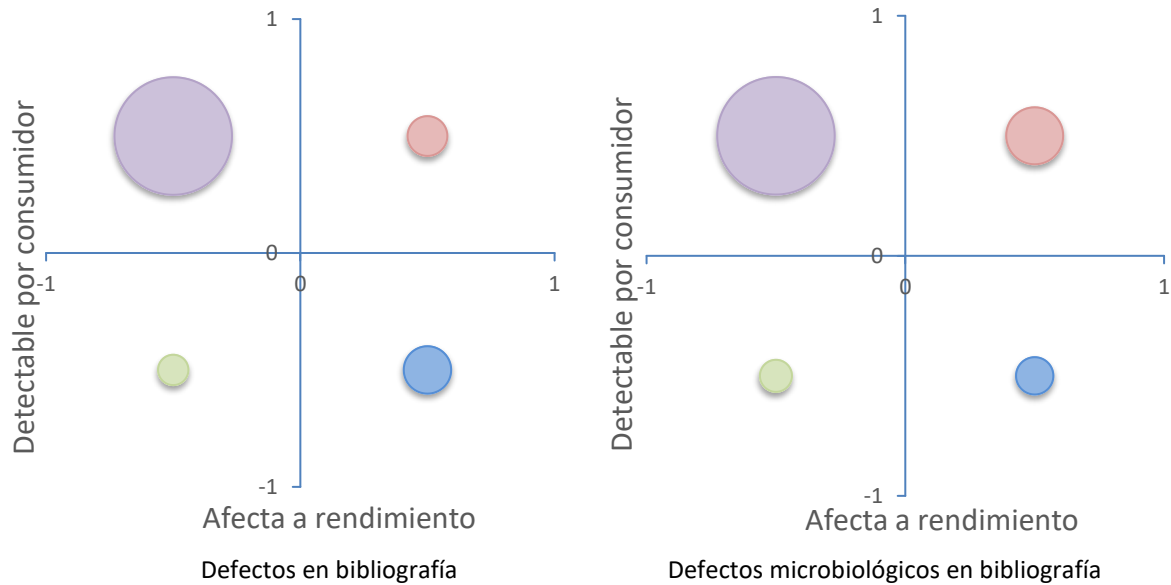 1
Detectable por consumidor
0
-1
0
1
-1
Afecta a rendimiento
Defectos en bibliografía
1
Detectable por consumidor
0
-1
0
1
-1
Afecta a rendimiento
Defectos microbiológicos en bibliografía